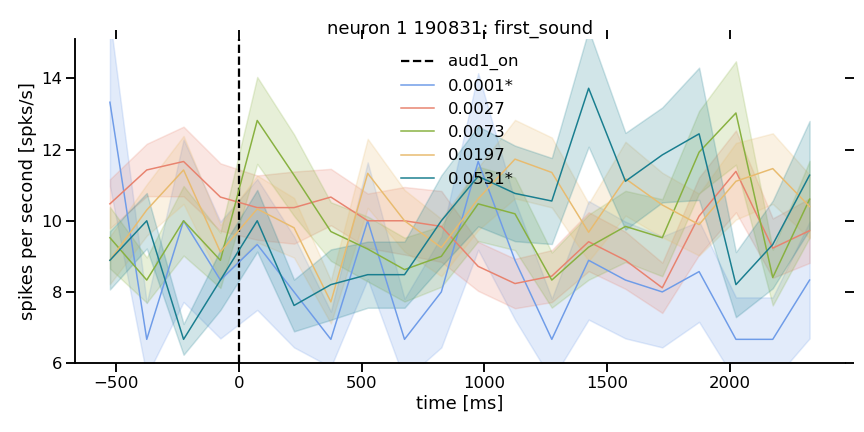 neuron 1 190831: first_sound
aud1_on
0.0001*
0.0027
0.0073
0.0197
0.0531*
spikes per second [spks/s]
14
12
10
8
6
−500 0 500 1000 1500 2000
time [ms]